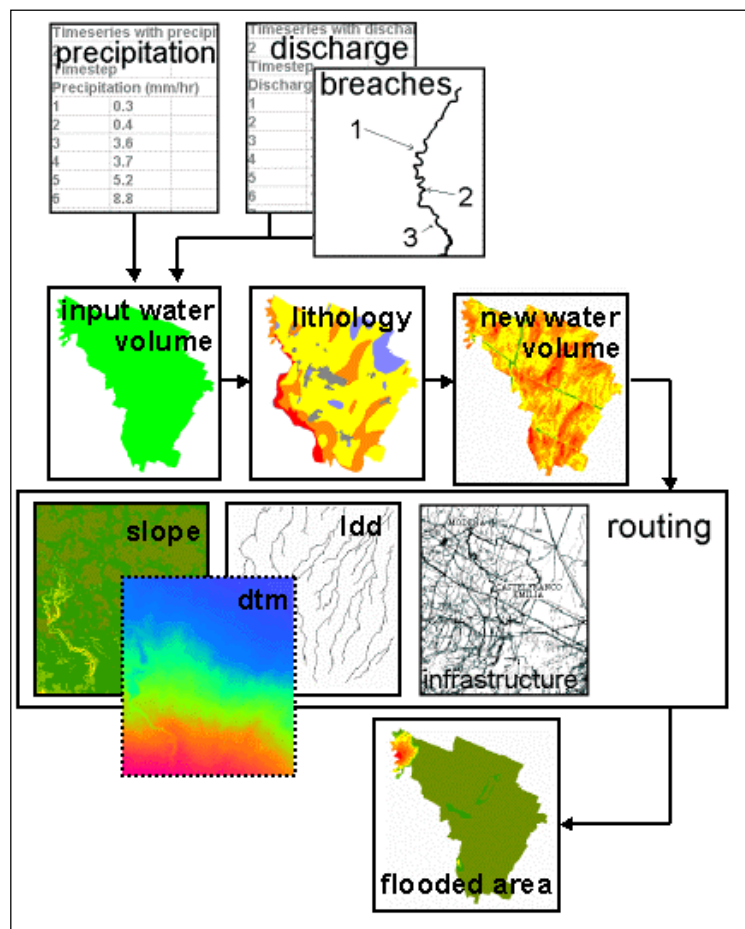 Timeseries with precipi
precipitation
2
Timestep
Precipitation (mm/hr)
1 0.3
2 0.4
3 3.6
4 3.7
5 5.2
6 8.8
Timeseries with dischar
discharge
2
Timestep
Discharg
1
2
3
4
5
6
breaches
1
2
3
input water
volume
lithology
new water
volume
routing
slope
ldd
dtm
MODENA
CASTELFRANCO
EMILIA
infrastructure
flooded area